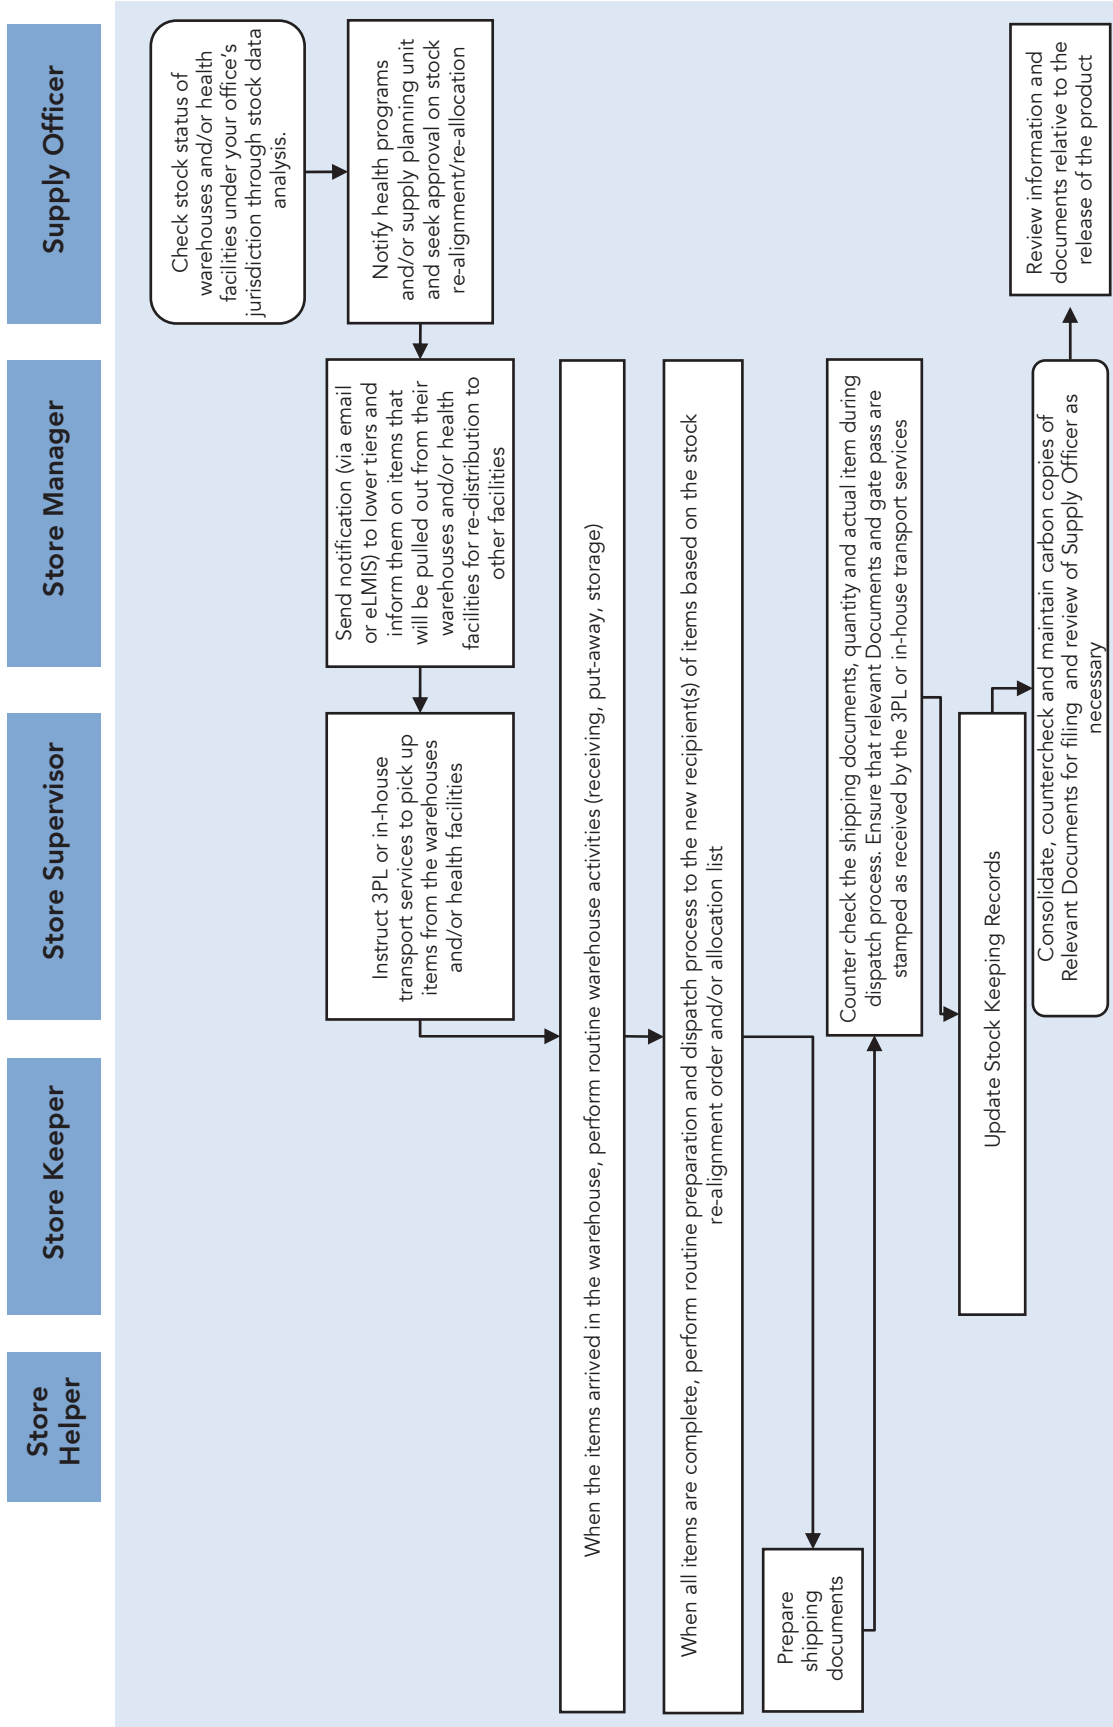 Store
Helper
Store Keeper
Store Supervisor
Store Manager
Supply Officer
Check stock status of
warehouses and/or health
facilities under your office's
jurisdiction through stock data
analysis.
Notify health programs
and/or supply planning unit
and seek approval on stock
re-alignment/re-allocation
Send notification (via email
or eLMIS) to lower tiers and
inform them on items that
will be pulled out from their
warehouses and/or health
facilities for re-distribution to
other facilities
Instruct 3PL or in-house
transport services to pick up
items from the warehouses
and/or health facilities
When the items arrived in the warehouse, perform routine warehouse activities (receiving, put-away, storage)
When all items are complete, perform routine preparation and dispatch process to the new recipient(s) of items based on the stock
re-alignment order and/or allocation list
Prepare
shipping
documents
Counter check the shipping documents, quantity and actual item during
dispatch process. Ensure that relevant Documents and gate pass are
stamped as received by the 3PL or in-house transport services
Update Stock Keeping Records
Consolidate, countercheck and maintain carbon copies of
Relevant Documents for filing and review of Supply Officer as
necessary
Review information and
documents relative to the
release of the product